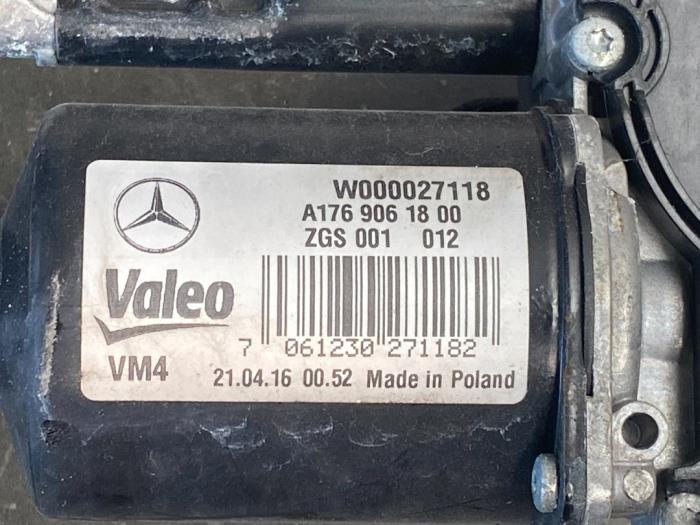 W000027118
A176 906 18 00
ZGS 001 012
Valeo
7 061230 271182
VM4
21.04.16 00.52 Made in Poland